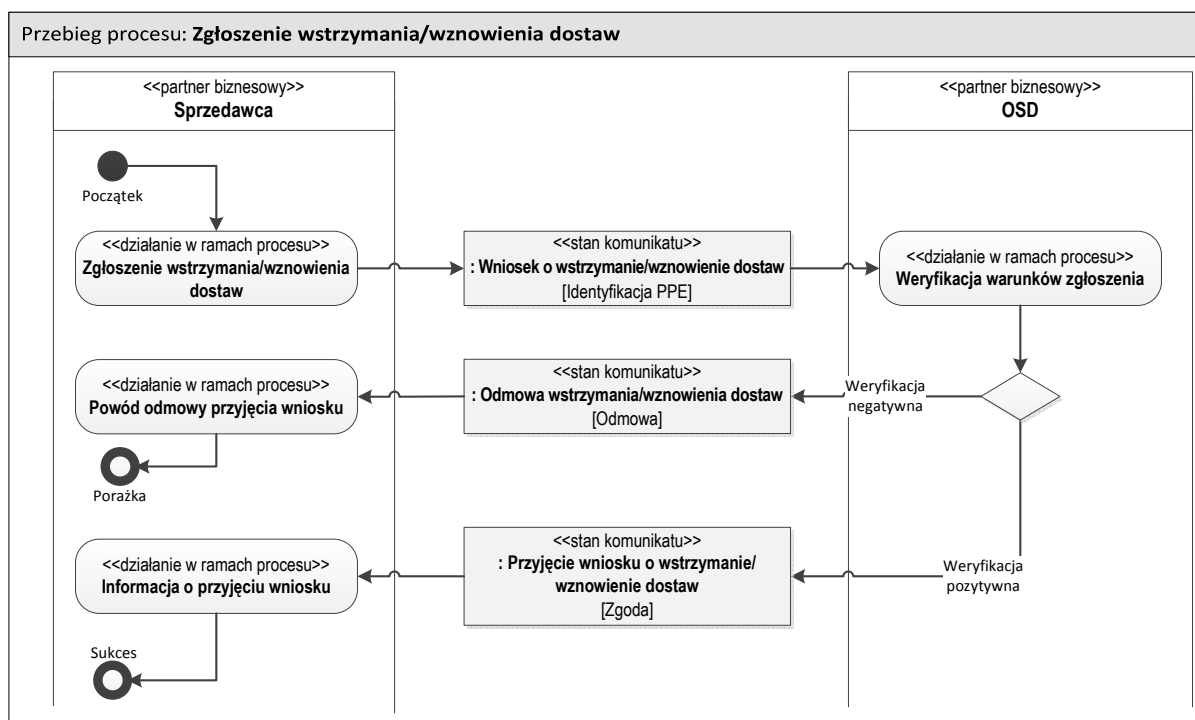 Przebieg procesu: Zgłoszenie wstrzymania/wznowienia dostaw
<<partner biznesowy>>
Sprzedawca
<<partner biznesowy>>
OSD
Początek
<<działanie w ramach procesu>>
Zgłoszenie wstrzymania/wznowienia
dostaw
<<stan komunikatu>>
: Wniosek o wstrzymanie/wznowienie dostaw
[Identyfikacja PPE]
<<działanie w ramach procesu>>
Weryfikacja warunków zgłoszenia
<<działanie w ramach procesu>>
Powód odmowy przyjęcia wniosku
<<stan komunikatu>>
: Odmowa wstrzymania/wznowienia dostaw
[Odmowa]
Weryfikacja
negatywna
Porażka
<<działanie w ramach procesu>>
Informacja o przyjęciu wniosku
<<stan komunikatu>>
: Przyjęcie wniosku o wstrzymanie/
wznowienie dostaw
[Zgoda]
Weryfikacja
pozytywna
Sukces